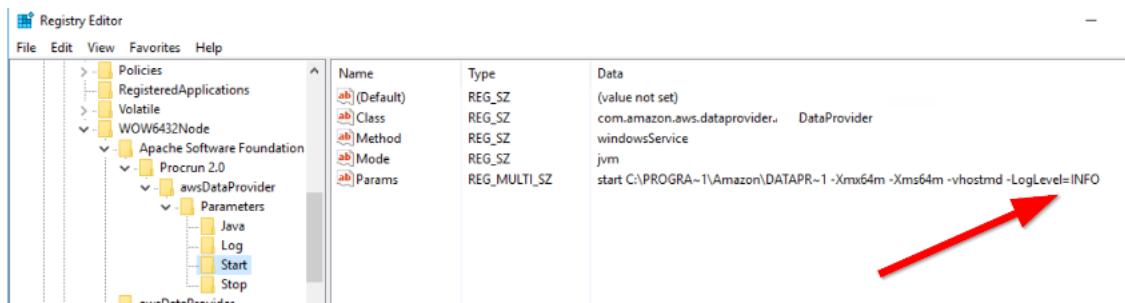 Registry Editor
File Edit View Favorites Help
Policies
RegisteredApplications
Volatile
WOW6432Node
Apache Software Foundation
Procrun 2.0
awsDataProvider
Parameters
Java
Log
Start
Stop
awsDataProvider
Name Type Data
(Default) REG_SZ (value not set)
Class REG_SZ com.amazon.aws.dataprovider. DataProvider
Method REG_SZ windowsService
Mode REG_SZ jvm
Params REG_MULTI_SZ start C:\PROGRA~1\Amazon\DATAPR~1 -Xmx64m -Xms64m -vhostmd -LogLevel=INFO